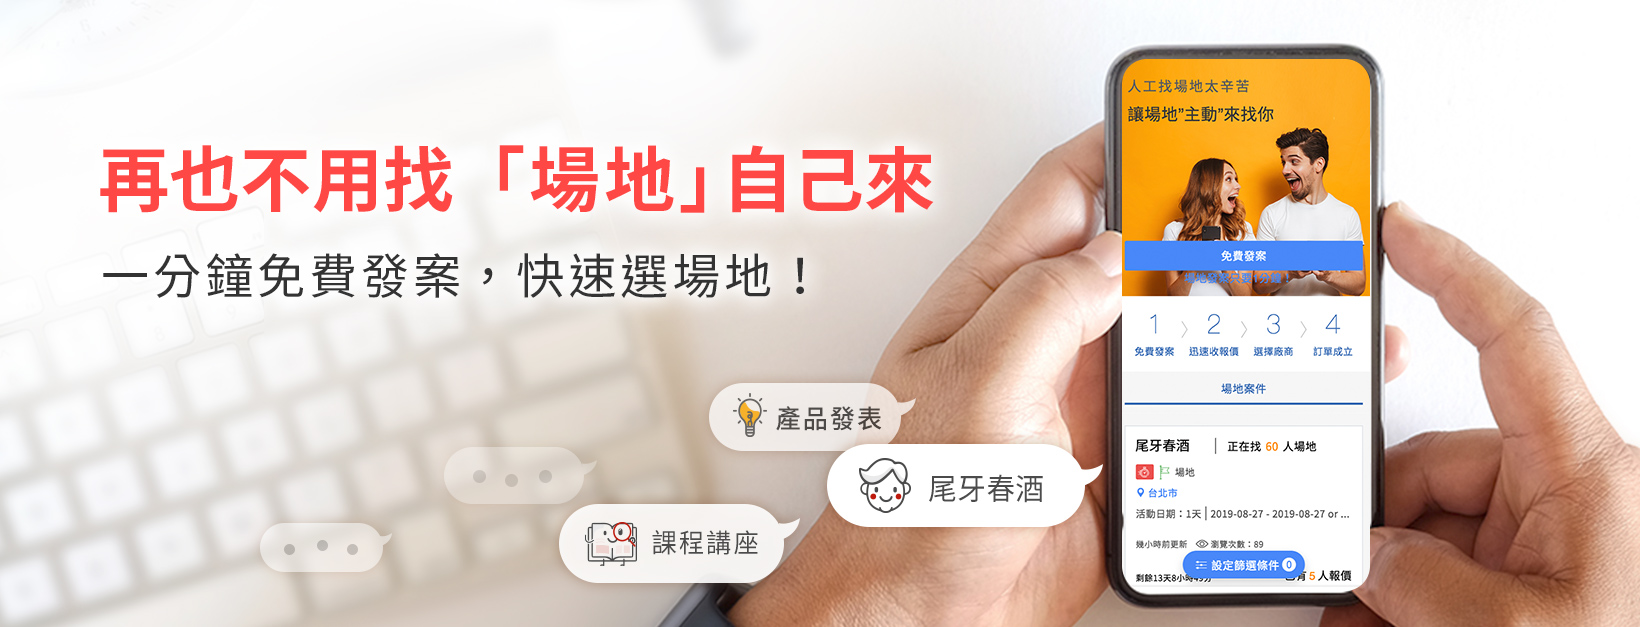 再也不用找「場地」自己來
一分鐘免費發案，快速選場地！
產品發表
尾牙春酒
課程講座
人工找場地太辛苦
讓場地”主動”來找你
免費發案
1 2 3 4
免費發案 迅速收報價 選擇廠商 訂單成立
場地案件
尾牙春酒 | 正在找 60 人場地
場地
台北市
活動日期：1天 | 2019-08-27 - 2019-08-27 or ...
幾小時前更新 瀏覽次數：89
設定篩選條件 0
剩餘13天8小時49分 已有 5 人報價